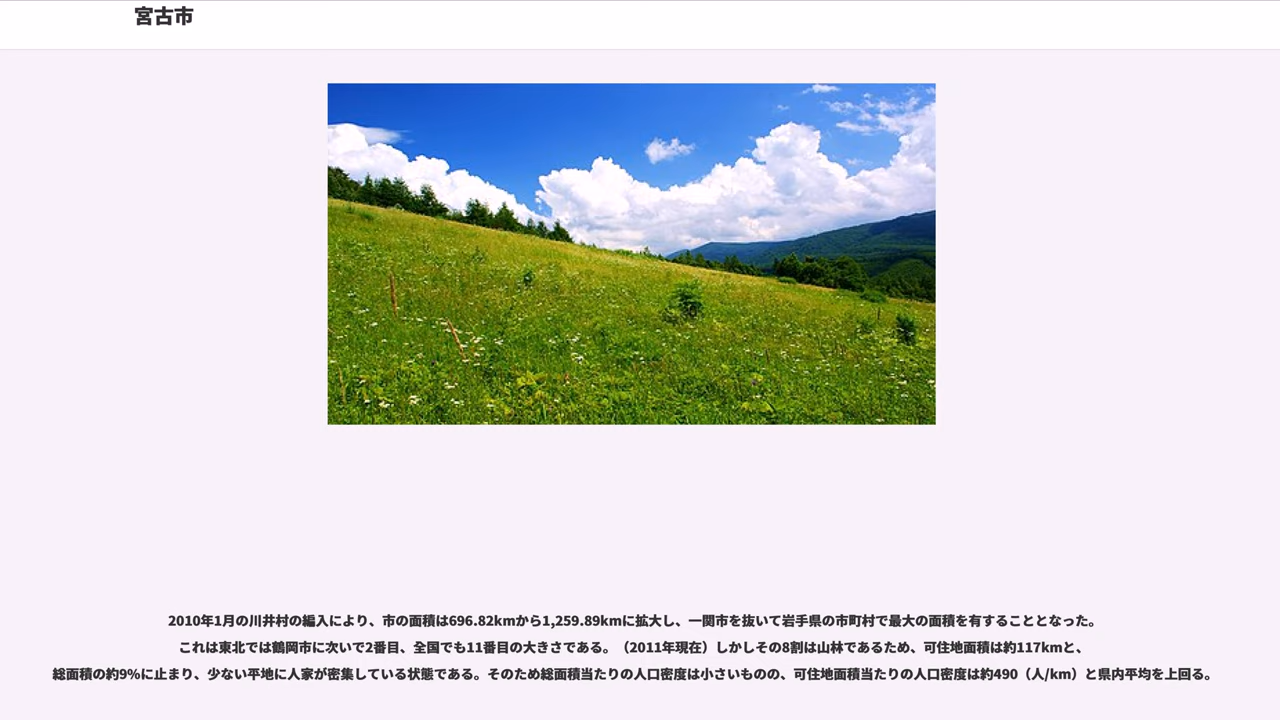 宮古市
2010年1月の川井村の編入により、市の面積は696.82kmから1,259.89kmに拡大し、一関市を抜いて岩手県の市町村で最大の面積を有することとなった。
これは東北では鶴岡市に次いで2番目、全国でも11番目の大きさである。（2011年現在）しかしその8割は山林であるため、可住地面積は約117kmと、
総面積の約9%に止まり、少ない平地に人家が密集している状態である。そのため総面積当たりの人口密度は小さいものの、可住地面積当たりの人口密度は約490（人/km）と県内平均を上回る。